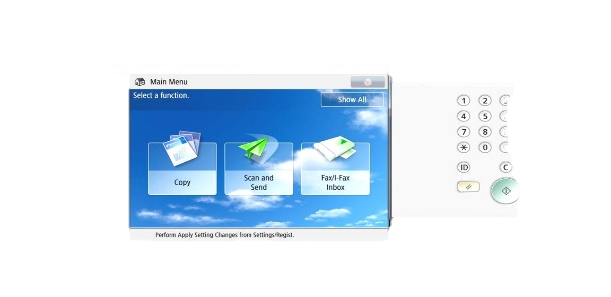 Main Menu
Select a function.
Show All
Copy
Scan and
Send
Fax/I-Fax
Inbox
Perform Apply Setting Changes from Settings/Regist.
1 2
4 5
7 8
* 0
ID C